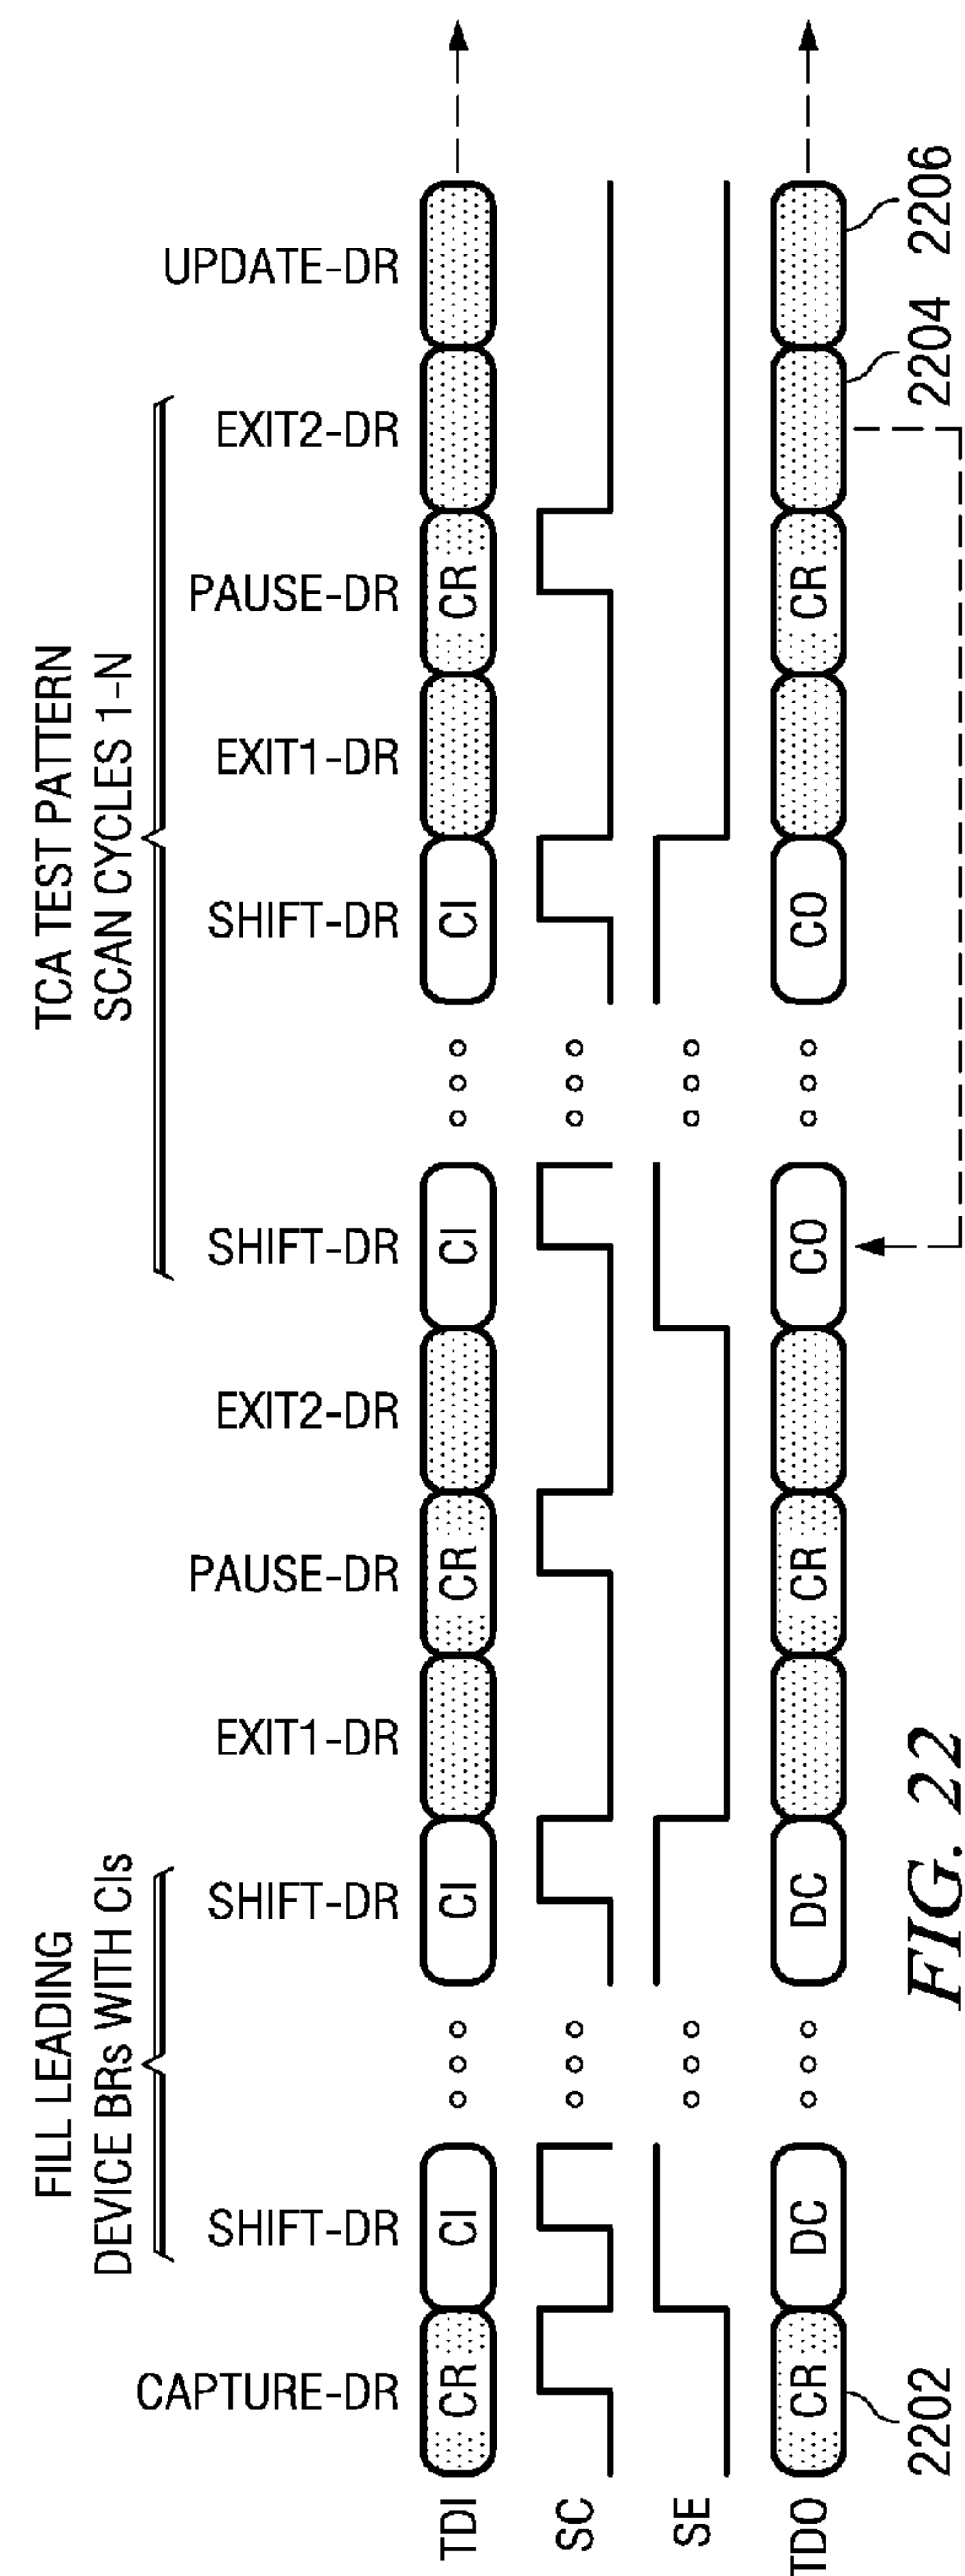 FILL LEADING
DEVICE BRs WITH CIs
TCA TEST PATTERN
SCAN CYCLES 1-N
CAPTURE-DR
SHIFT-DR
SHIFT-DR
EXIT1-DR
PAUSE-DR
EXIT2-DR
SHIFT-DR
SHIFT-DR
EXIT1-DR
PAUSE-DR
EXIT2-DR
UPDATE-DR
TDI
CR
CI
CI
CR
CI
CI
CR
SC
SE
TDO
CR
DC
DC
CR
CO
CO
CR
2202
2204
2206
FIG. 22